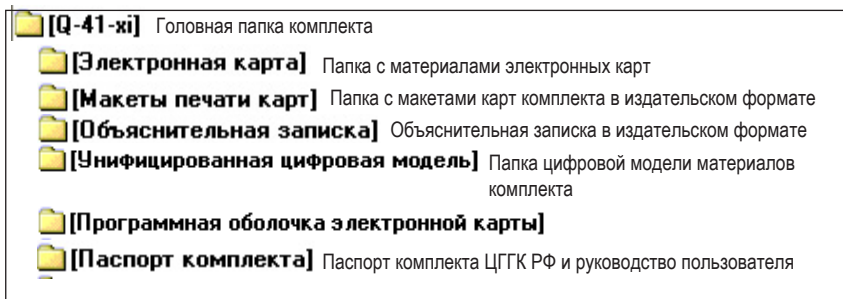 [Q-41-xi] Головная папка комплекта
[Электронная карта] Папка с материалами электронных карт
[Макеты печати карт] Папка с макетами карт комплекта в издательском формате
[Объяснительная записка] Объяснительная записка в издательском формате
[Унифицированная цифровая модель] Папка цифровой модели материалов
комплекта
[Программная оболочка электронной карты]
[Паспорт комплекта] Паспорт комплекта ЦГГК РФ и руководство пользователя